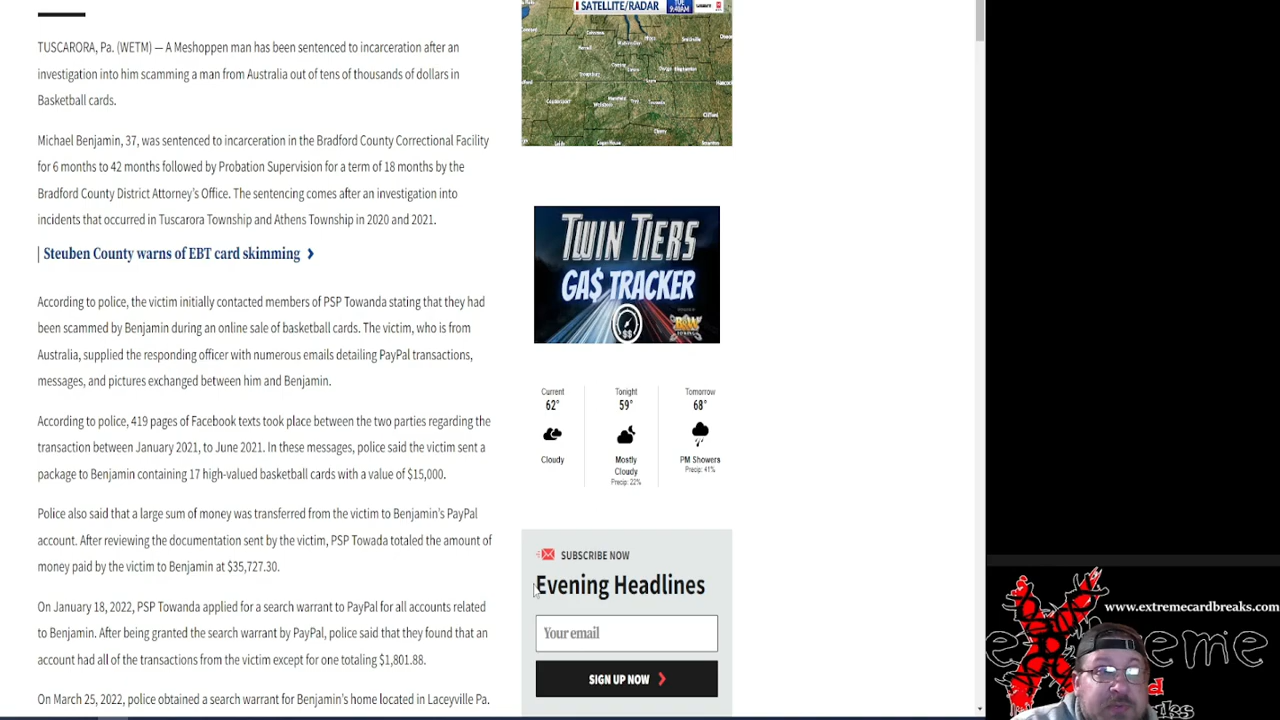 TUSCARORA, Pa. (WETM) — A Meshoppen man has been sentenced to incarceration after an
investigation into him scamming a man from Australia out of tens of thousands of dollars in
Basketball cards.
Michael Benjamin, 37, was sentenced to incarceration in the Bradford County Correctional Facility
for 6 months to 42 months followed by Probation Supervision for a term of 18 months by the
Bradford County District Attorney's Office. The sentencing comes after an investigation into
incidents that occurred in Tuscarora Township and Athens Township in 2020 and 2021.
Steuben County warns of EBT card skimming
According to police, the victim initially contacted members of PSP Towanda stating that they had
been scammed by Benjamin during an online sale of basketball cards. The victim, who is from
Australia, supplied the responding officer with numerous emails detailing PayPal transactions,
messages, and pictures exchanged between him and Benjamin.
According to police, 419 pages of Facebook texts took place between the two parties regarding the
transaction between January 2021, to June 2021. In these messages, police said the victim sent a
package to Benjamin containing 17 high-valued basketball cards with a value of $15,000.
Police also said that a large sum of money was transferred from the victim to Benjamin's PayPal
account. After reviewing the documentation sent by the victim, PSP Towada totaled the amount of
money paid by the victim to Benjamin at $35,727.30.
On January 18, 2022, PSP Towanda applied for a search warrant to PayPal for all accounts related
to Benjamin. After being granted the search warrant by PayPal, police said that they found that an
account had all of the transactions from the victim except for one totaling $1,801.88.
On March 25, 2022, police obtained a search warrant for Benjamin's home located in Laceyville Pa.
SATELLITE/RADAR
TUE
9:40AM
TWIN TIERS
GA$ TRACKER
Current
62°
Cloudy
Tonight
59°
Mostly
Cloudy
Precip: 22%
Tomorrow
68°
PM Showers
Precip: 41%
SUBSCRIBE NOW
Evening Headlines
Your email
SIGN UP NOW
www.extremecardbreaks.com
extreme